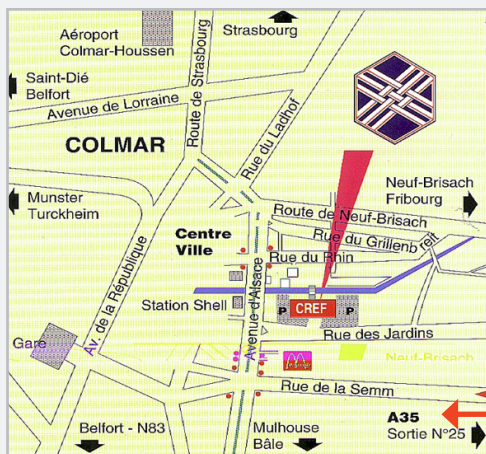 Aéroport
Colmar-Houssen
Strasbourg
Saint-Dié
Belfort
Avenue de Lorraine
Route de Strasbourg
Rue du Ladhof
COLMAR
Munster
Turckheim
Neuf-Brisach
Fribourg
Route de Neuf-Brisach
Rue du Grillenbreit
Centre
Ville
Rue du Rhin
Av. de la République
Station Shell
Avenue d'Alsace
P
CREF
P
Rue des Jardins
Gare
Neuf-Brisach
Rue de la Semm
A35
Sortie N°25
Belfort - N83
Mulhouse
Bâle